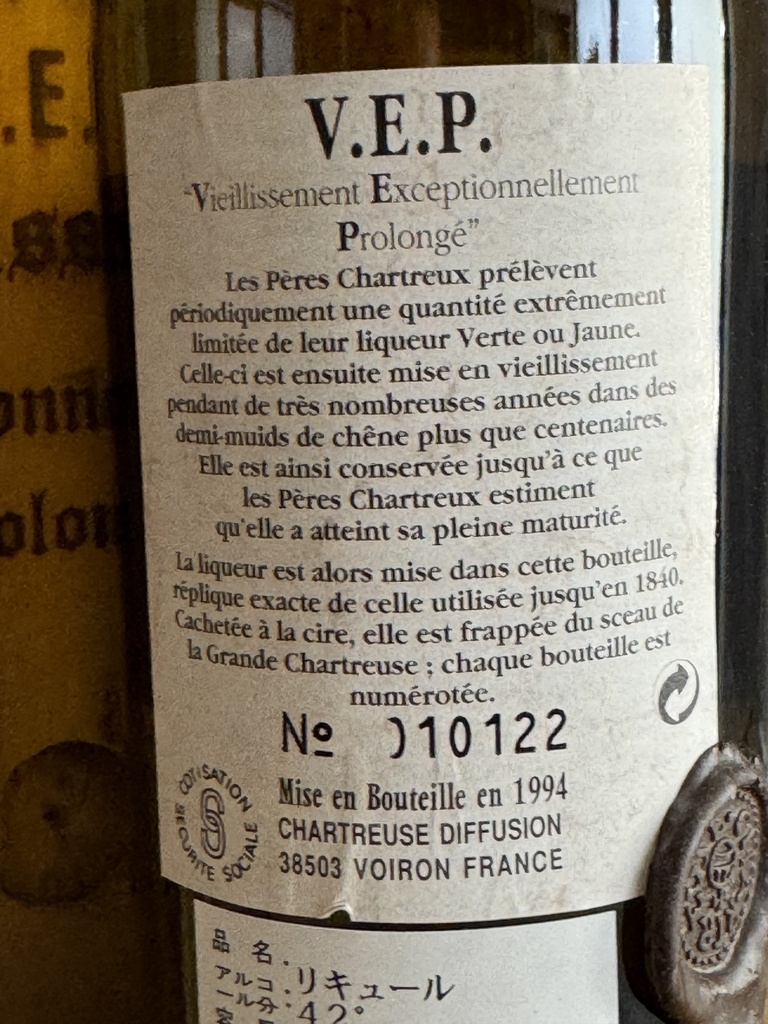 V.E.P.
"Vieillissement Exceptionnellement
Prolongé"
Les Pères Chartreux prélèvent
périodiquement une quantité extrêmement
limitée de leur liqueur Verte ou Jaune.
Celle-ci est ensuite mise en vieillissement
pendant de très nombreuses années dans des
demi-muids de chêne plus que centenaires.
Elle est ainsi conservée jusqu'à ce que
les Pères Chartreux estiment
qu'elle a atteint sa pleine maturité.
La liqueur est alors mise dans cette bouteille,
réplique exacte de celle utilisée jusqu'en 1840.
Cachetée à la cire, elle est frappée du sceau de
la Grande Chartreuse ; chaque bouteille est
numérotée.
Nº 010122
COTISATION SECURITE SOCIALE
Mise en Bouteille en 1994
CHARTREUSE DIFFUSION
38503 VOIRON FRANCE
品名:リキュール
アルコール分:42°